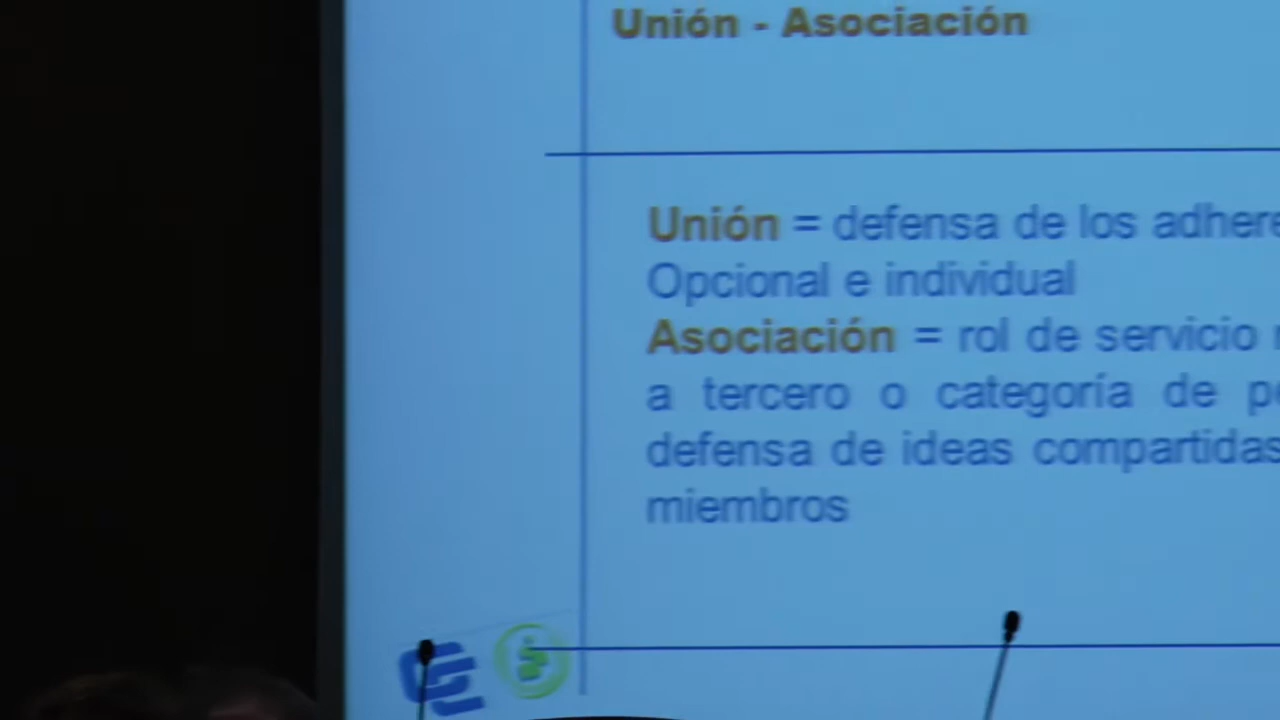 Unión - Asociación
Unión = defensa de los
Opcional e individual
Asociación = rol de servicio
a tercero o categoría de
defensa de ideas compartidas
miembros